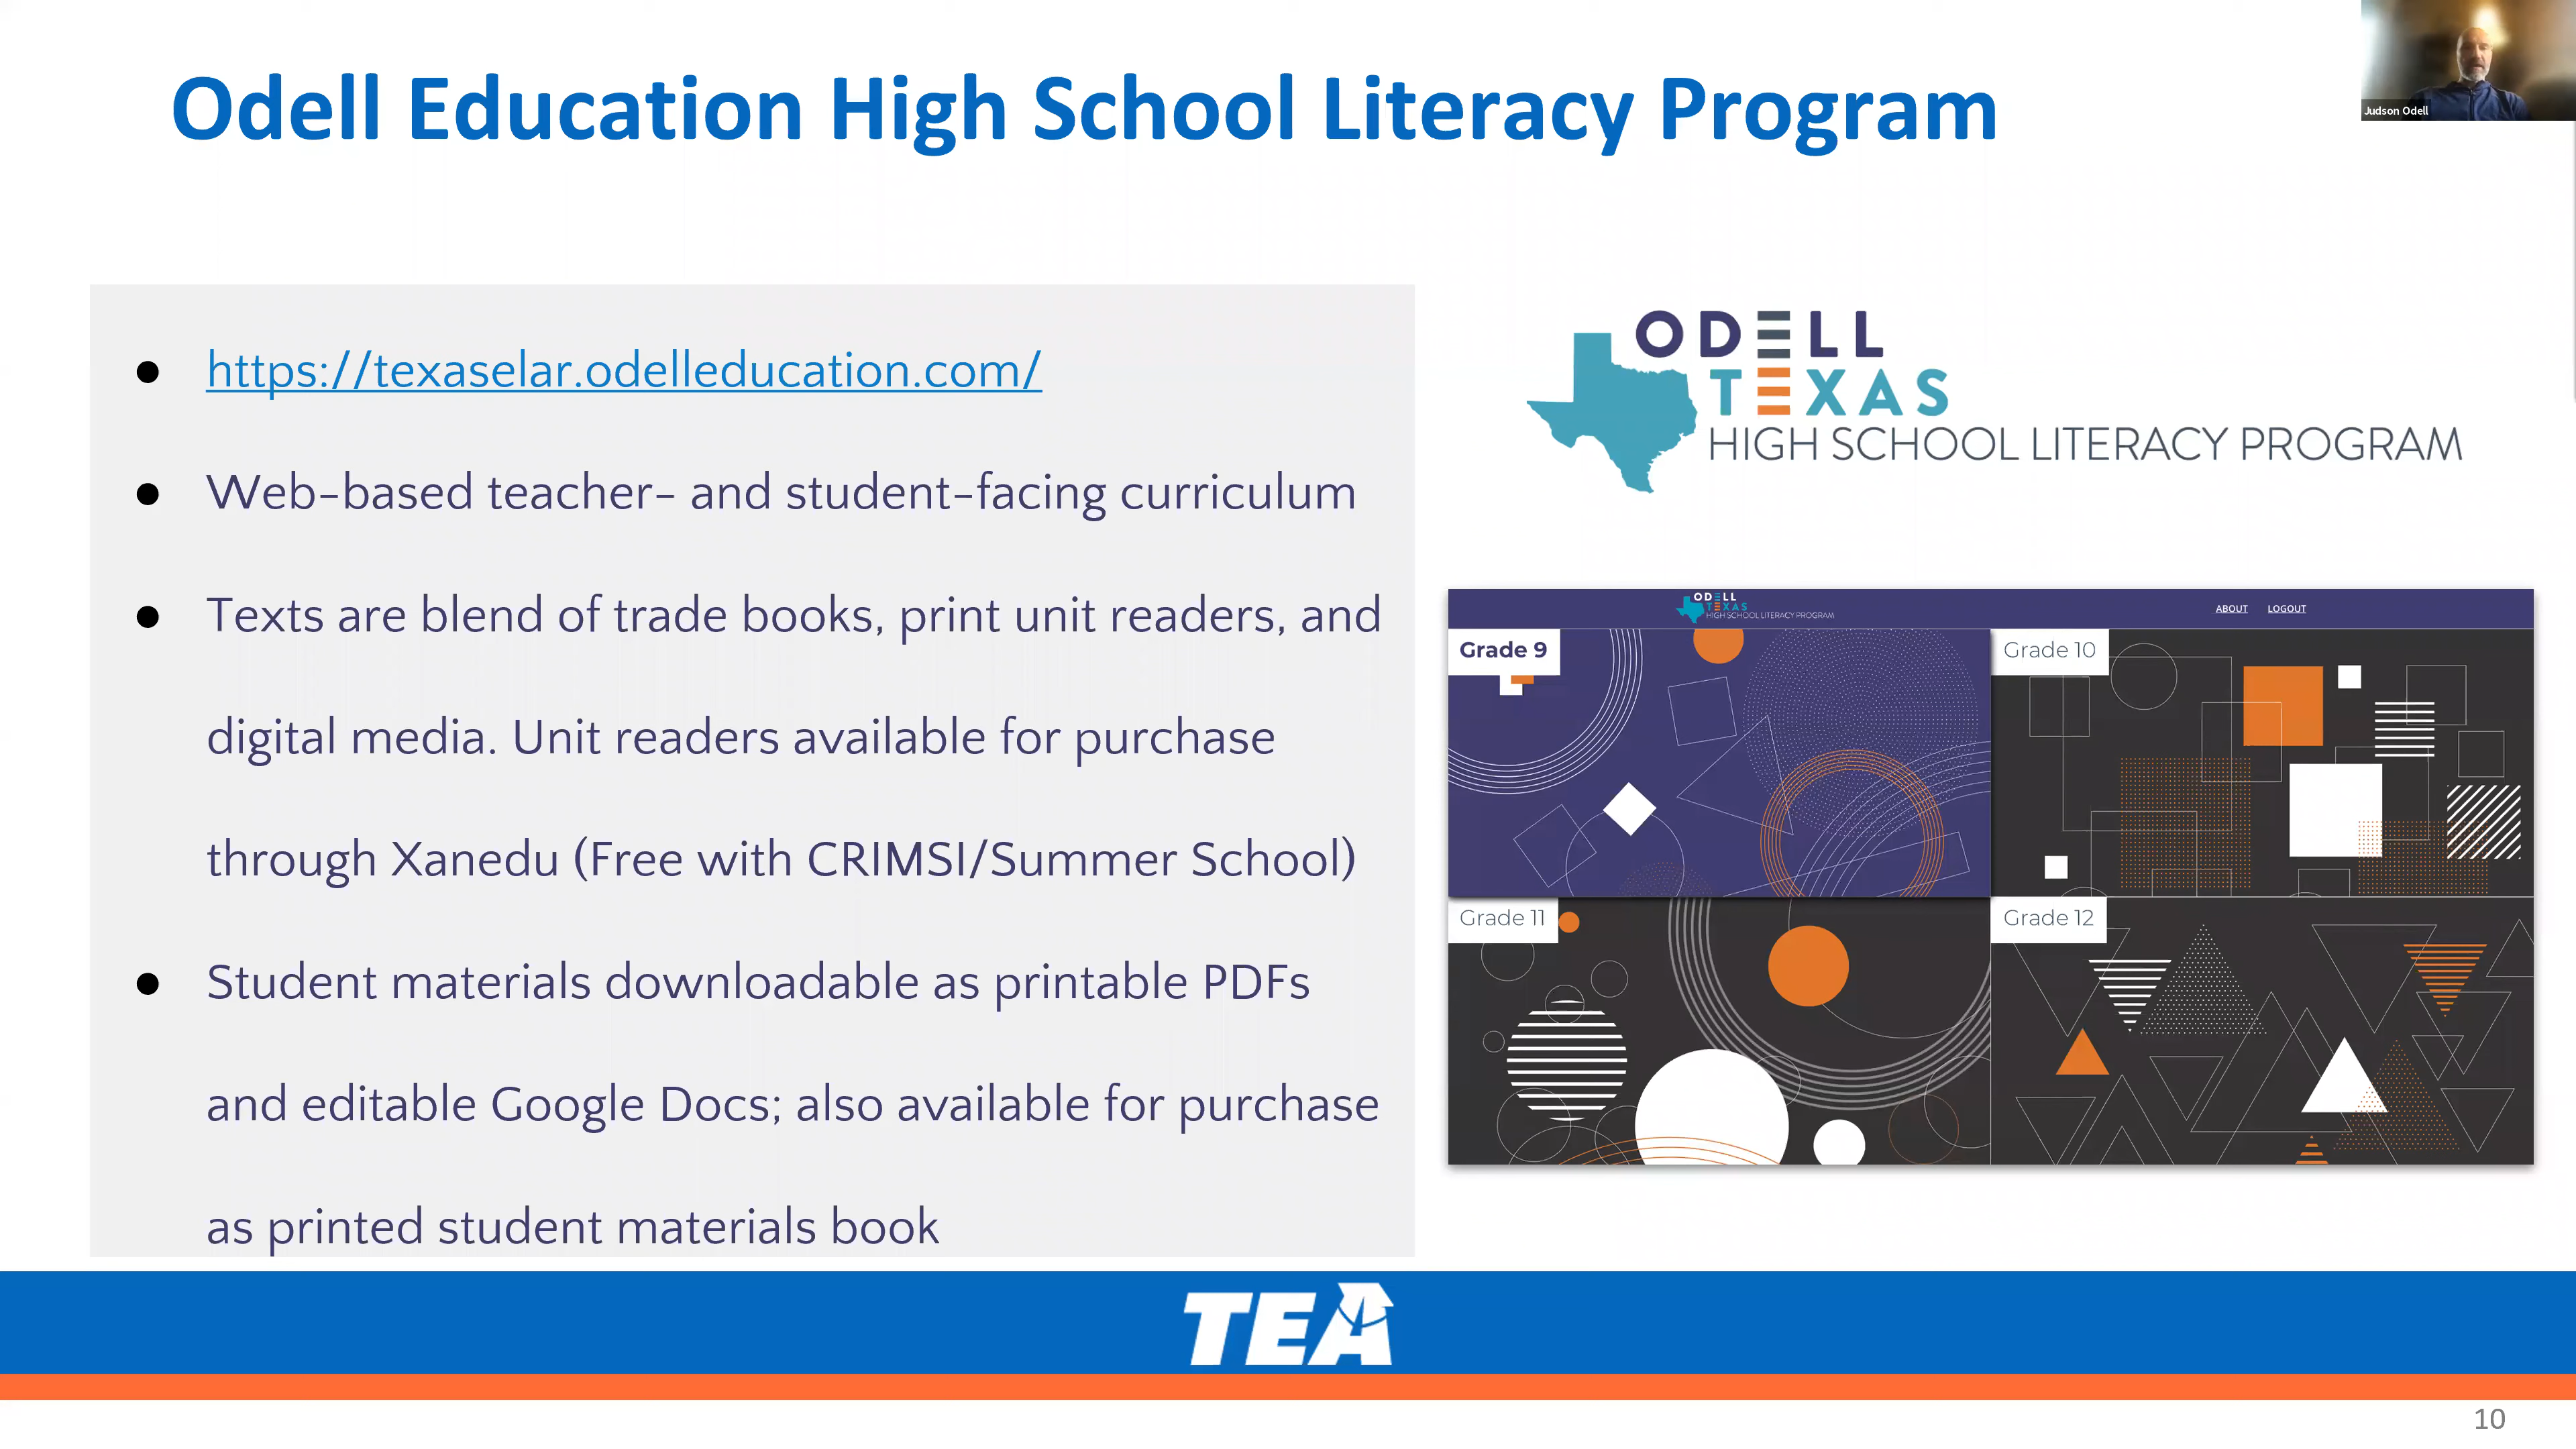 Odell Education High School Literacy Program
Judson Odell
https://texaselar.odelleducation.com/
Web-based teacher- and student-facing curriculum
Texts are blend of trade books, print unit readers, and
digital media. Unit readers available for purchase
through Xanedu (Free with CRIMSI/Summer School)
Student materials downloadable as printable PDFs
and editable Google Docs; also available for purchase
as printed student materials book
ODELL
TEXAS
HIGH SCHOOL LITERACY PROGRAM
ODELL
TEXAS
HIGH SCHOOL LITERACY PROGRAM
ABOUT LOGOUT
Grade 9
Grade 10
Grade 11
Grade 12
TEA
10